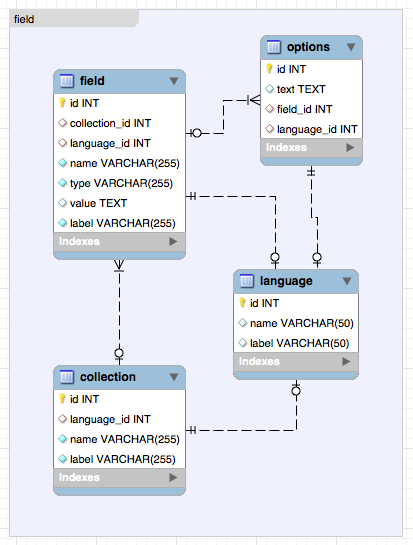 field
field
id INT
collection_id INT
language_id INT
name VARCHAR(255)
type VARCHAR(255)
value TEXT
label VARCHAR(255)
Indexes
options
id INT
text TEXT
field_id INT
language_id INT
Indexes
language
id INT
name VARCHAR(50)
label VARCHAR(50)
Indexes
collection
id INT
language_id INT
name VARCHAR(255)
label VARCHAR(255)
Indexes